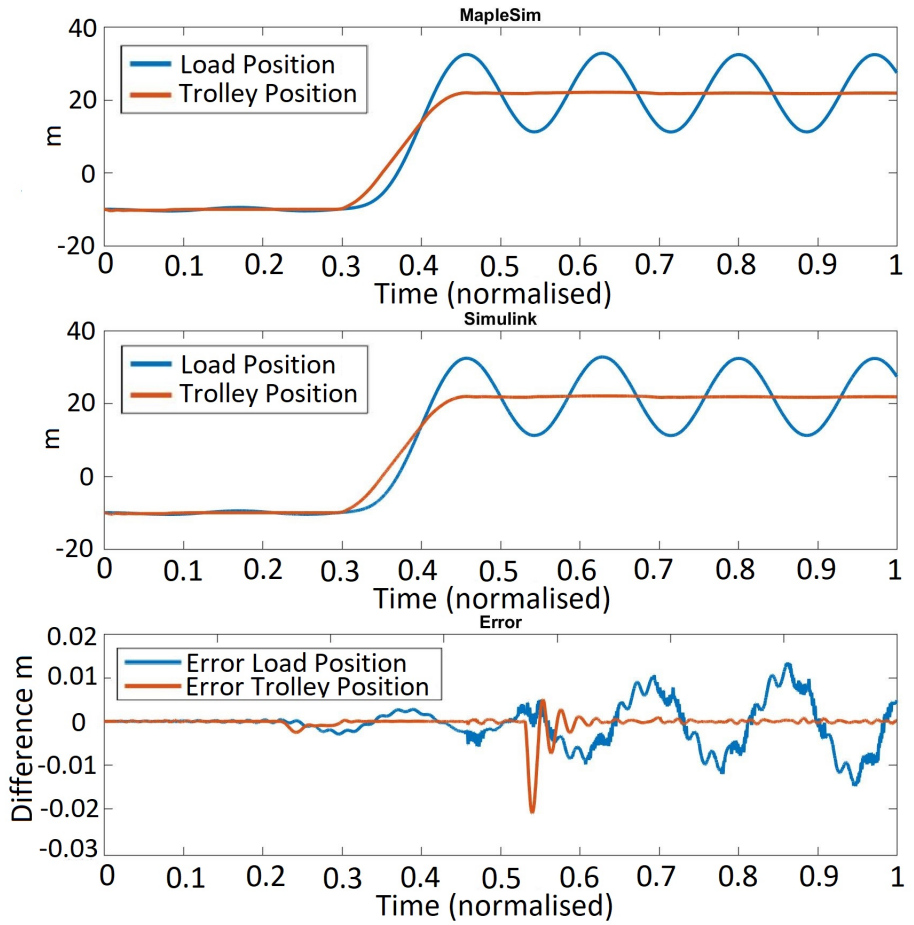 MapleSim
40
20
0
-20
m
Load Position
Trolley Position
0 0.1 0.2 0.3 0.4 0.5 0.6 0.7 0.8 0.9 1
Time (normalised)
Simulink
40
20
0
-20
m
Load Position
Trolley Position
0 0.1 0.2 0.3 0.4 0.5 0.6 0.7 0.8 0.9 1
Time (normalised)
Error
0.02
0.01
0
-0.01
-0.02
-0.03
Difference m
Error Load Position
Error Trolley Position
0 0.1 0.2 0.3 0.4 0.5 0.6 0.7 0.8 0.9 1
Time (normalised)